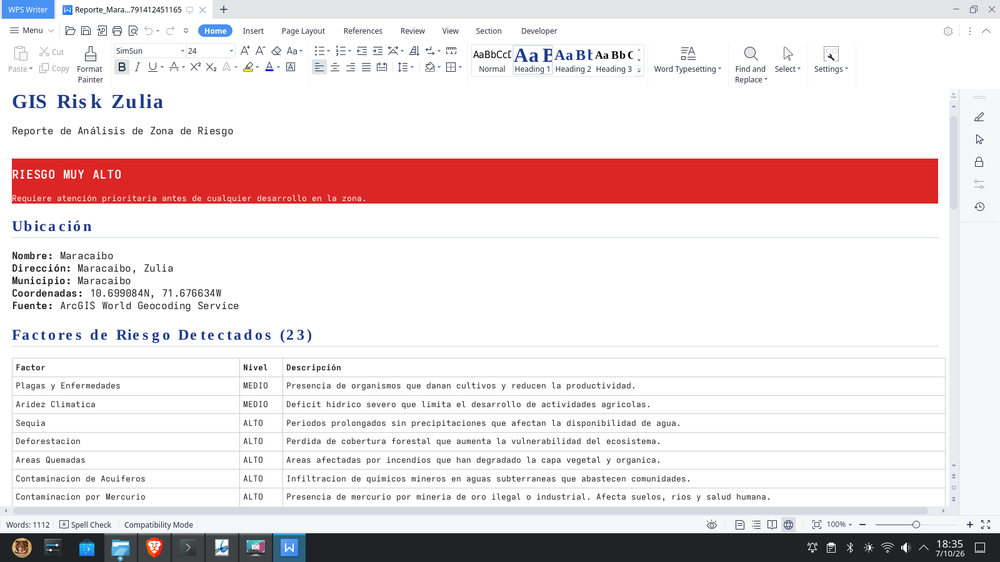 WPS Writer
Reporte_Mara...791412451165
Menu
Home
Insert
Page Layout
References
Review
View
Section
Developer
Paste
Cut
Copy
Format Painter
SimSun
24
AaBbCcD
Normal
Aa B
Heading 1
Aa Bb
Heading 2
Aa Bb C
Heading 3
Word Typesetting
Find and Replace
Select
Settings
GIS Risk Zulia
Reporte de Análisis de Zona de Riesgo
RIESGO MUY ALTO
Requiere atención prioritaria antes de cualquier desarrollo en la zona.
Ubicación
Nombre: Maracaibo
Dirección: Maracaibo, Zulia
Municipio: Maracaibo
Coordenadas: 10.699084N, 71.676634W
Fuente: ArcGIS World Geocoding Service
Factores de Riesgo Detectados (23)
Factor Nivel Descripción
Plagas y Enfermedades MEDIO Presencia de organismos que danan cultivos y reducen la productividad.
Aridez Climatica MEDIO Deficit hidrico severo que limita el desarrollo de actividades agricolas.
Sequia ALTO Periodos prolongados sin precipitaciones que afectan la disponibilidad de agua.
Deforestacion ALTO Perdida de cobertura forestal que aumenta la vulnerabilidad del ecosistema.
Areas Quemadas ALTO Areas afectadas por incendios que han degradado la capa vegetal y organica.
Contaminacion de Acuiferos ALTO Infiltracion de quimicos mineros en aguas subterraneas que abastecen comunidades.
Contaminacion por Mercurio ALTO Presencia de mercurio por mineria de oro ilegal o industrial. Afecta suelos, rios y salud humana.
Words: 1112
Spell Check
Compatibility Mode
100%
18:35
7/10/26